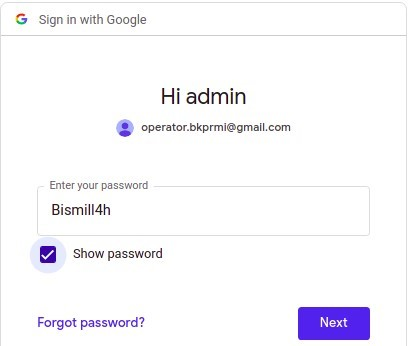 Sign in with Google
Hi admin
operator.bkprmi@gmail.com
Enter your password
Bismill4h
Show password
Forgot password?
Next